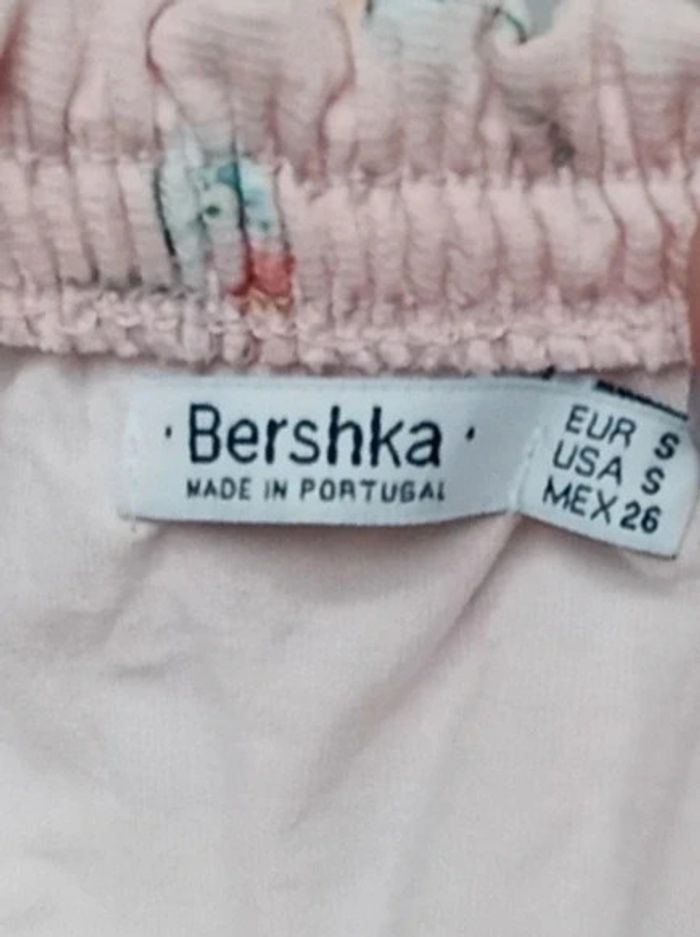 · Bershka ·
MADE IN PORTUGAL
EUR S
USA S
MEX 26